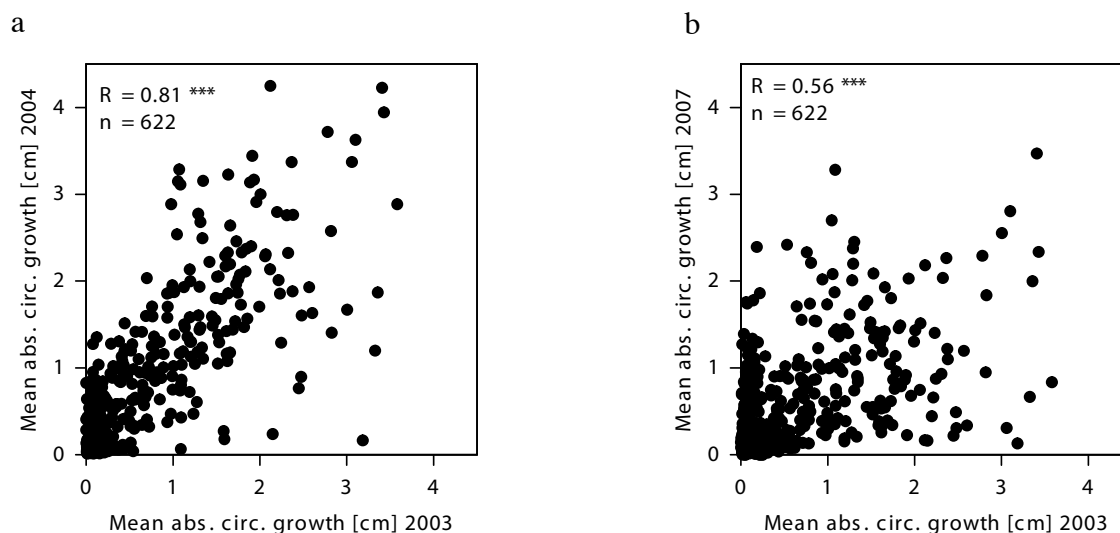 a
R = 0.81 ***
n = 622
Mean abs. circ. growth [cm] 2004
4
3
2
1
0
0 1 2 3 4
Mean abs. circ. growth [cm] 2003
b
R = 0.56 ***
n = 622
Mean abs. circ. growth [cm] 2007
4
3
2
1
0
0 1 2 3 4
Mean abs. circ. growth [cm] 2003